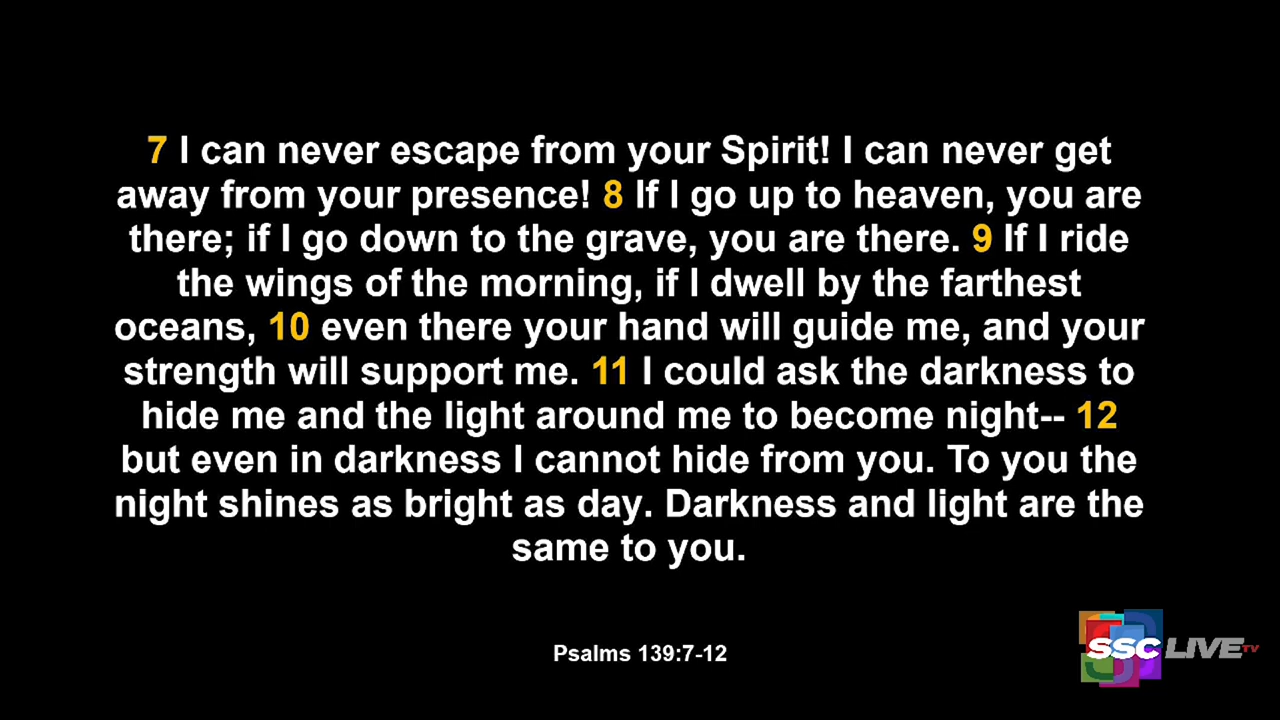 7 I can never escape from your Spirit! I can never get
away from your presence! 8 If I go up to heaven, you are
there; if I go down to the grave, you are there. 9 If I ride
the wings of the morning, if I dwell by the farthest
oceans, 10 even there your hand will guide me, and your
strength will support me. 11 I could ask the darkness to
hide me and the light around me to become night-- 12
but even in darkness I cannot hide from you. To you the
night shines as bright as day. Darkness and light are the
same to you.
Psalms 139:7-12
SSC LIVE TV